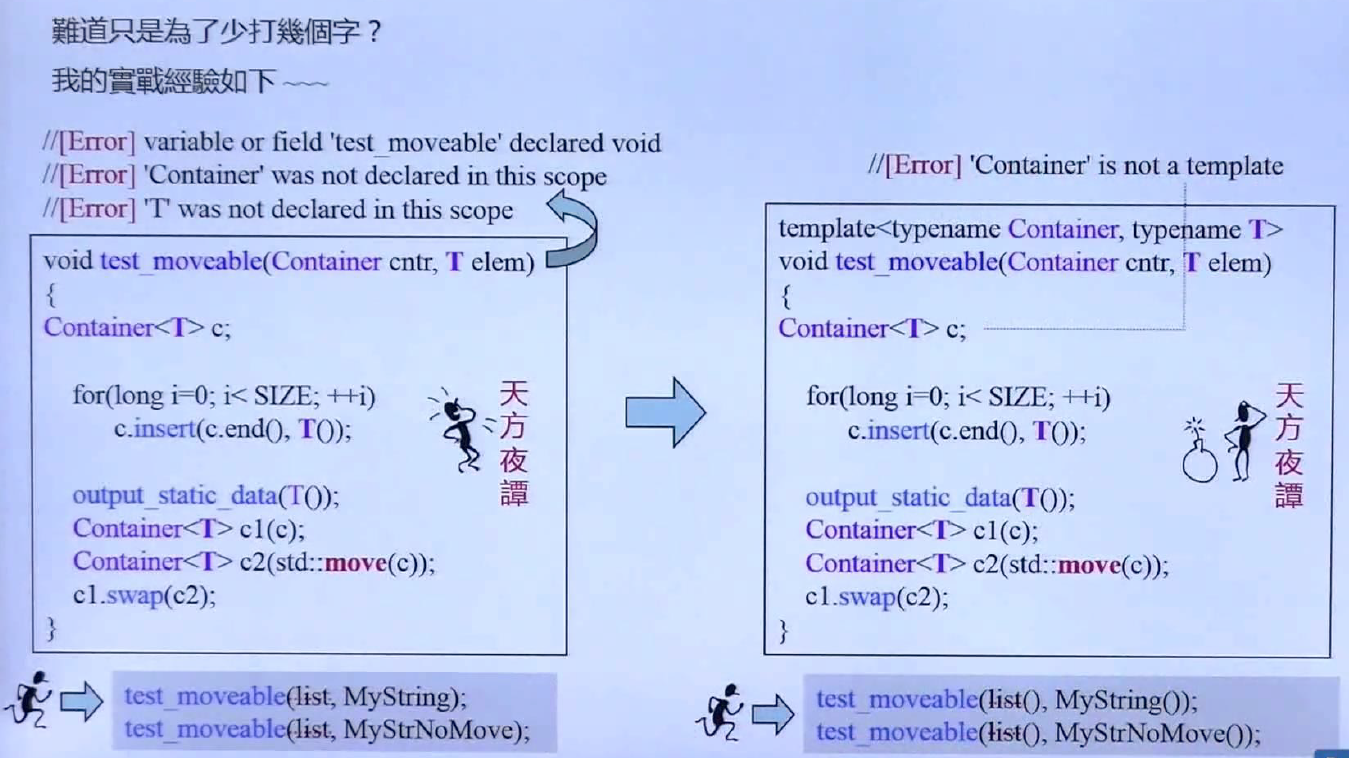 難道只是為了少打幾個字？
我的實戰經驗如下 ~~~
//[Error] variable or field 'test_moveable' declared void
//[Error] 'Container' was not declared in this scope
//[Error] 'T' was not declared in this scope
void test_moveable(Container cntr, T elem)
{
Container<T> c;
for(long i=0; i< SIZE; ++i)
c.insert(c.end(), T());
output_static_data(T());
Container<T> c1(c);
Container<T> c2(std::move(c));
c1.swap(c2);
}
天方夜譚
test_moveable(list, MyString);
test_moveable(list, MyStrNoMove);
//[Error] 'Container' is not a template
template<typename Container, typename T>
void test_moveable(Container cntr, T elem)
{
Container<T> c;
for(long i=0; i< SIZE; ++i)
c.insert(c.end(), T());
output_static_data(T());
Container<T> c1(c);
Container<T> c2(std::move(c));
c1.swap(c2);
}
天方夜譚
test_moveable(list(), MyString());
test_moveable(list(), MyStrNoMove());